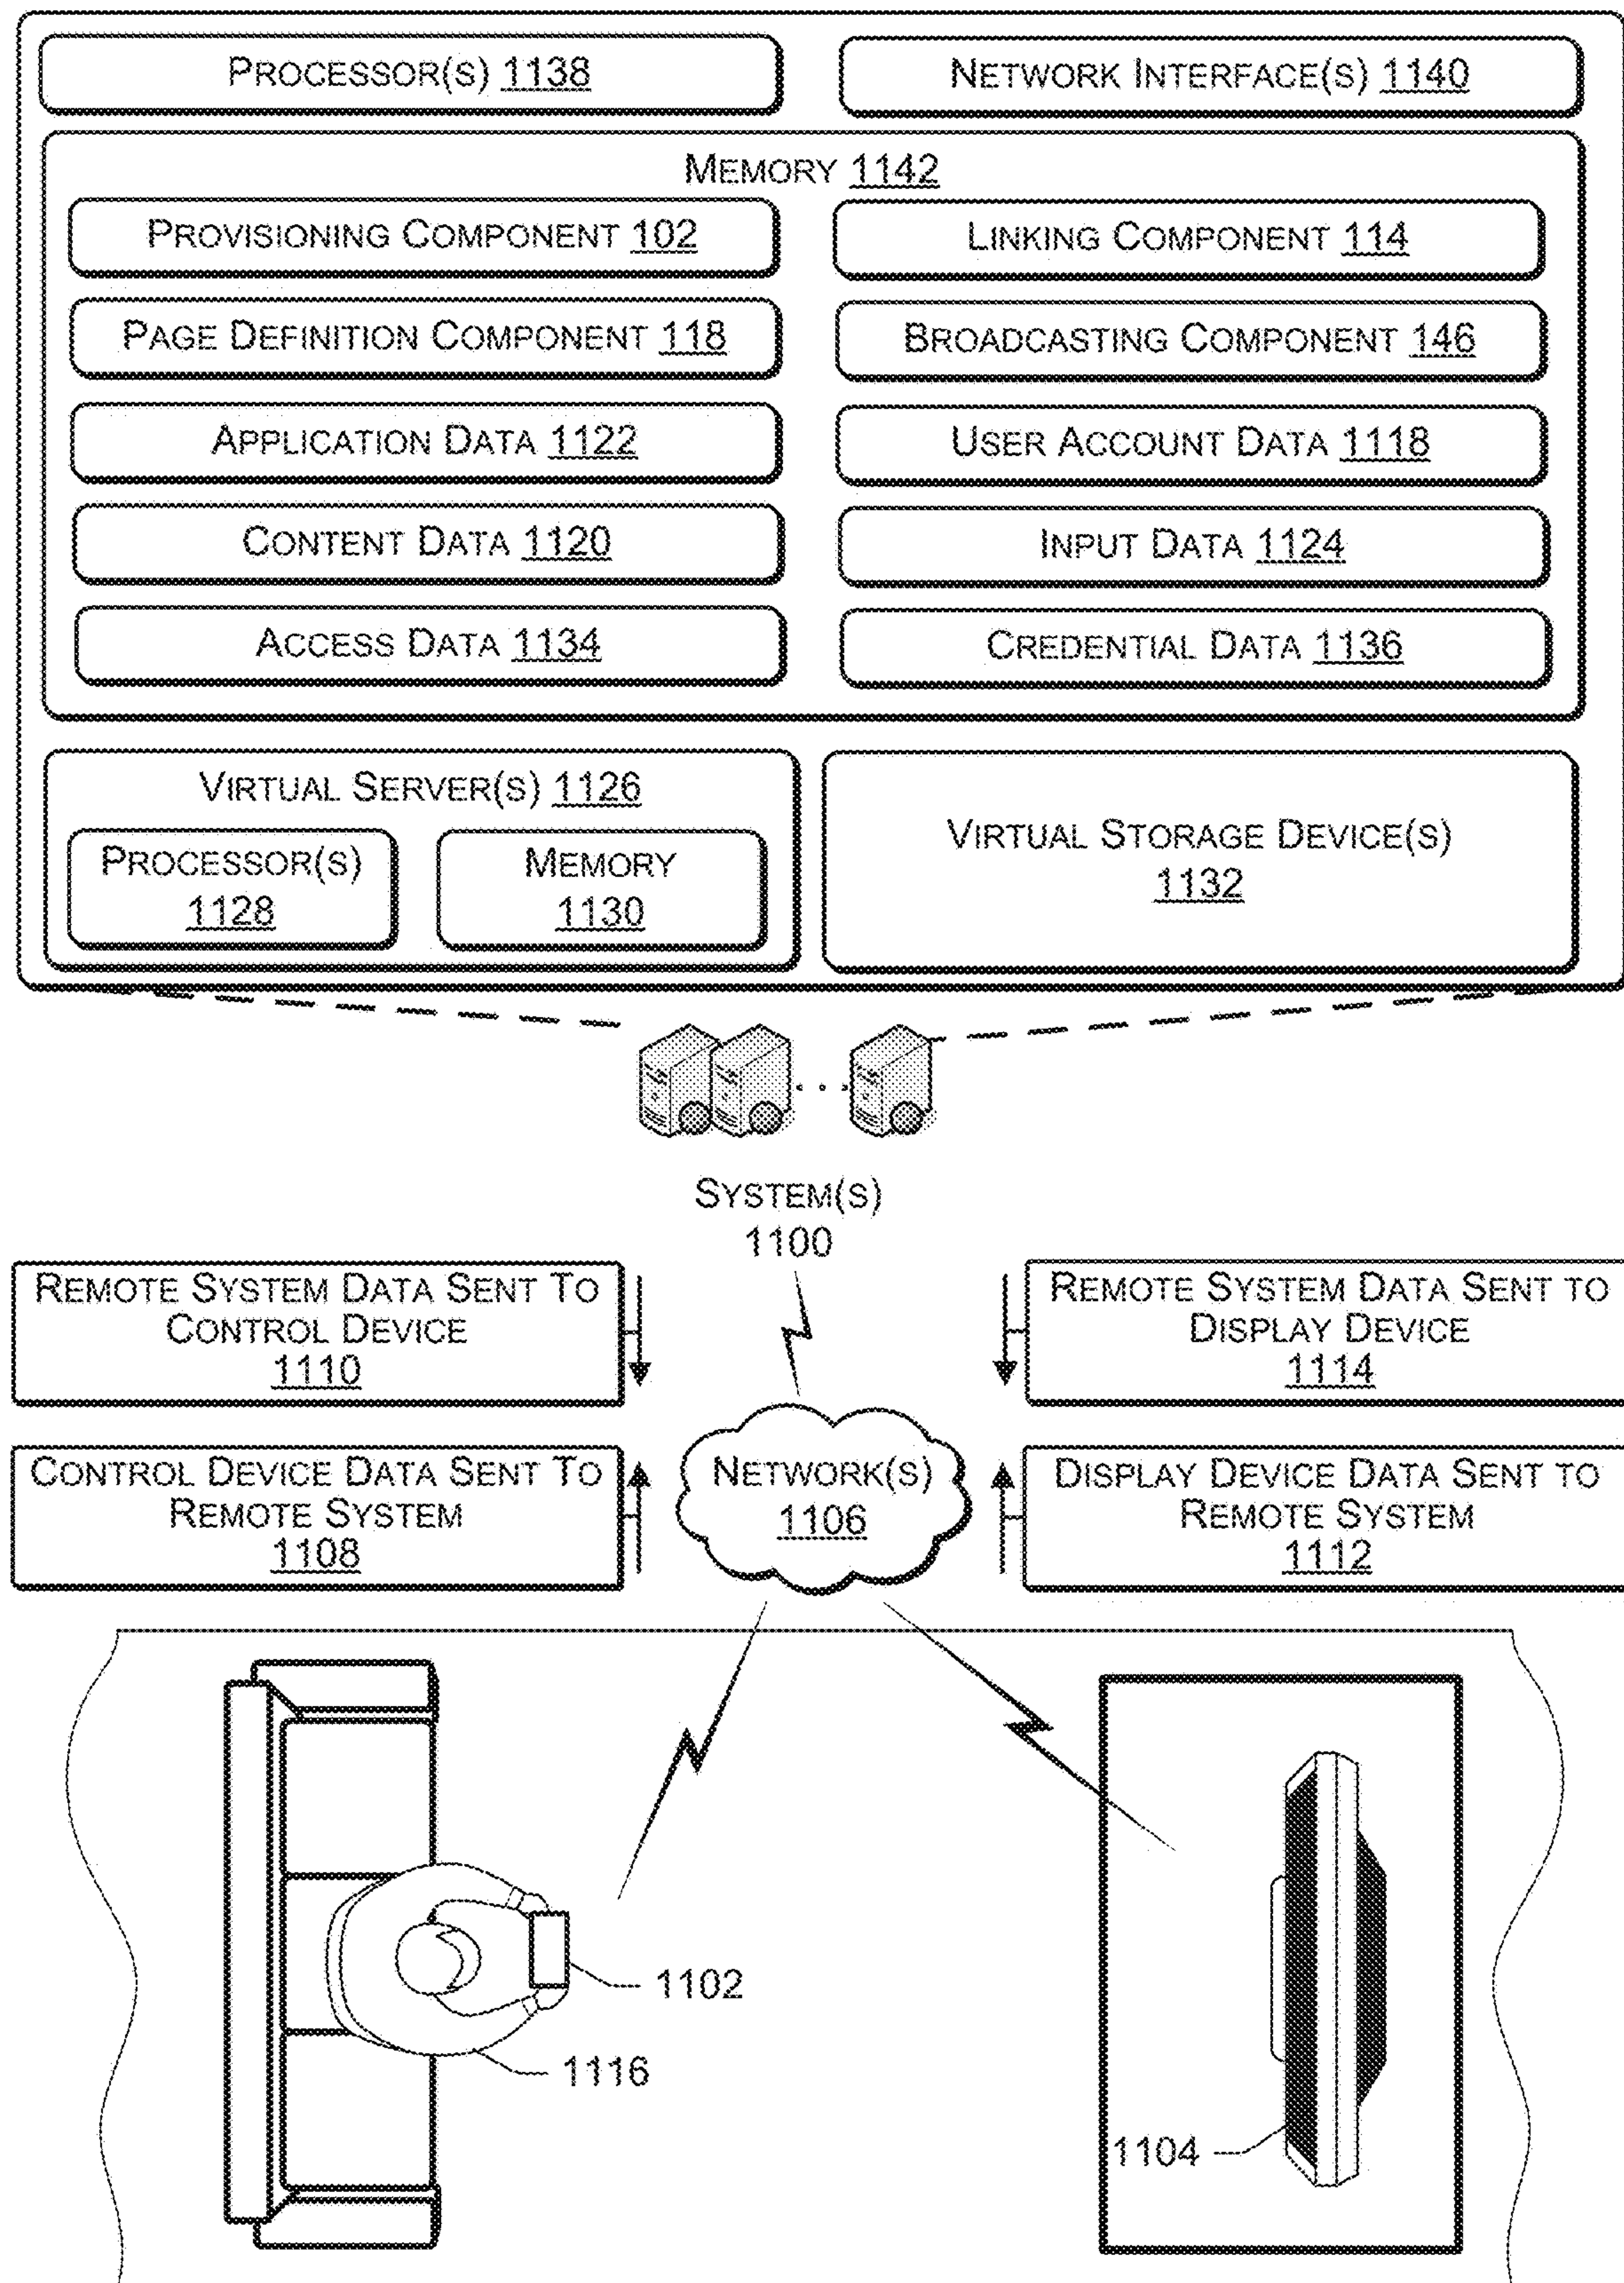 PROCESSOR(S) 1138
NETWORK INTERFACE(S) 1140
MEMORY 1142
PROVISIONING COMPONENT 102
LINKING COMPONENT 114
PAGE DEFINITION COMPONENT 118
BROADCASTING COMPONENT 146
APPLICATION DATA 1122
USER ACCOUNT DATA 1118
CONTENT DATA 1120
INPUT DATA 1124
ACCESS DATA 1134
CREDENTIAL DATA 1136
VIRTUAL SERVER(S) 1126
PROCESSOR(S)
1128
MEMORY
1130
VIRTUAL STORAGE DEVICE(S)
1132
SYSTEM(S)
1100
REMOTE SYSTEM DATA SENT TO
CONTROL DEVICE
1110
REMOTE SYSTEM DATA SENT TO
DISPLAY DEVICE
1114
CONTROL DEVICE DATA SENT TO
REMOTE SYSTEM
1108
NETWORK(S)
1106
DISPLAY DEVICE DATA SENT TO
REMOTE SYSTEM
1112
1102
1116
1104